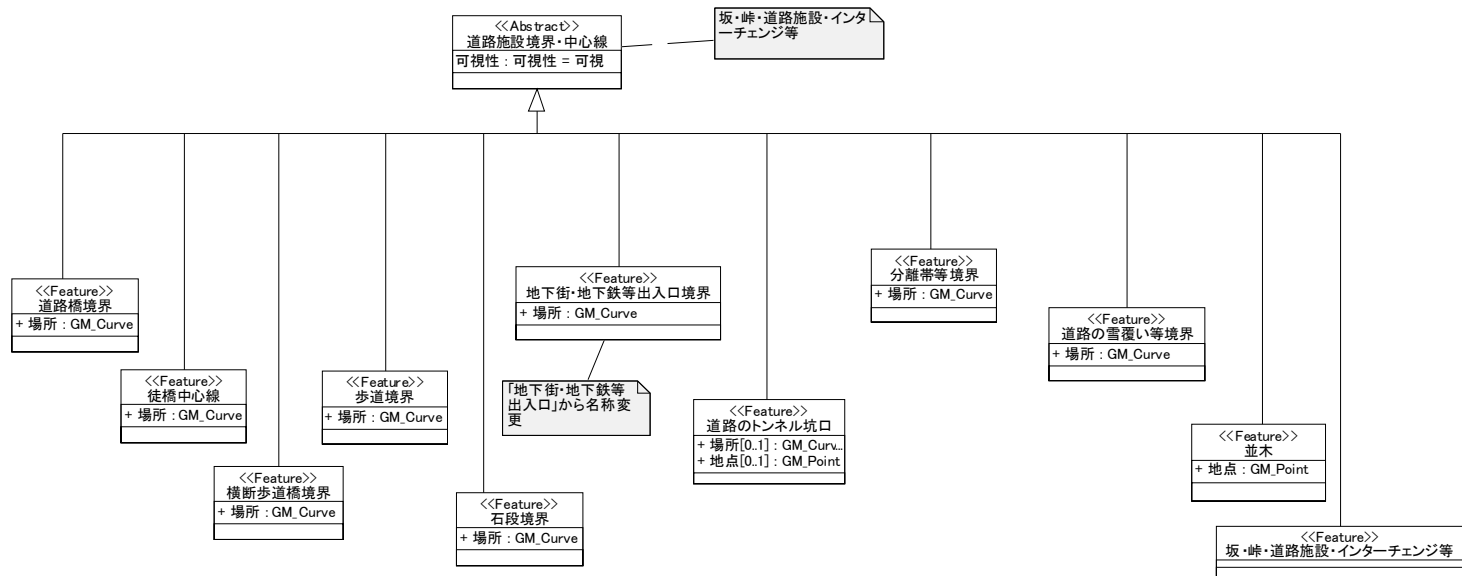 <<Abstract>>
道路施設境界・中心線
可視性 : 可視性 = 可視
坂・峠・道路施設・インタ
ーチェンジ等
<<Feature>>
道路橋境界
+ 場所 : GM_Curve
<<Feature>>
徒橋中心線
+ 場所 : GM_Curve
<<Feature>>
横断歩道橋境界
+ 場所 : GM_Curve
<<Feature>>
歩道境界
+ 場所 : GM_Curve
<<Feature>>
石段境界
+ 場所 : GM_Curve
<<Feature>>
地下街・地下鉄等出入口境界
+ 場所 : GM_Curve
「地下街・地下鉄等
出入口」から名称変
更
<<Feature>>
道路のトンネル坑口
+ 場所[0..1] : GM_Curv...
+ 地点[0..1] : GM_Point
<<Feature>>
分離帯等境界
+ 場所 : GM_Curve
<<Feature>>
道路の雪覆い等境界
+ 場所 : GM_Curve
<<Feature>>
並木
+ 地点 : GM_Point
<<Feature>>
坂・峠・道路施設・インターチェンジ等